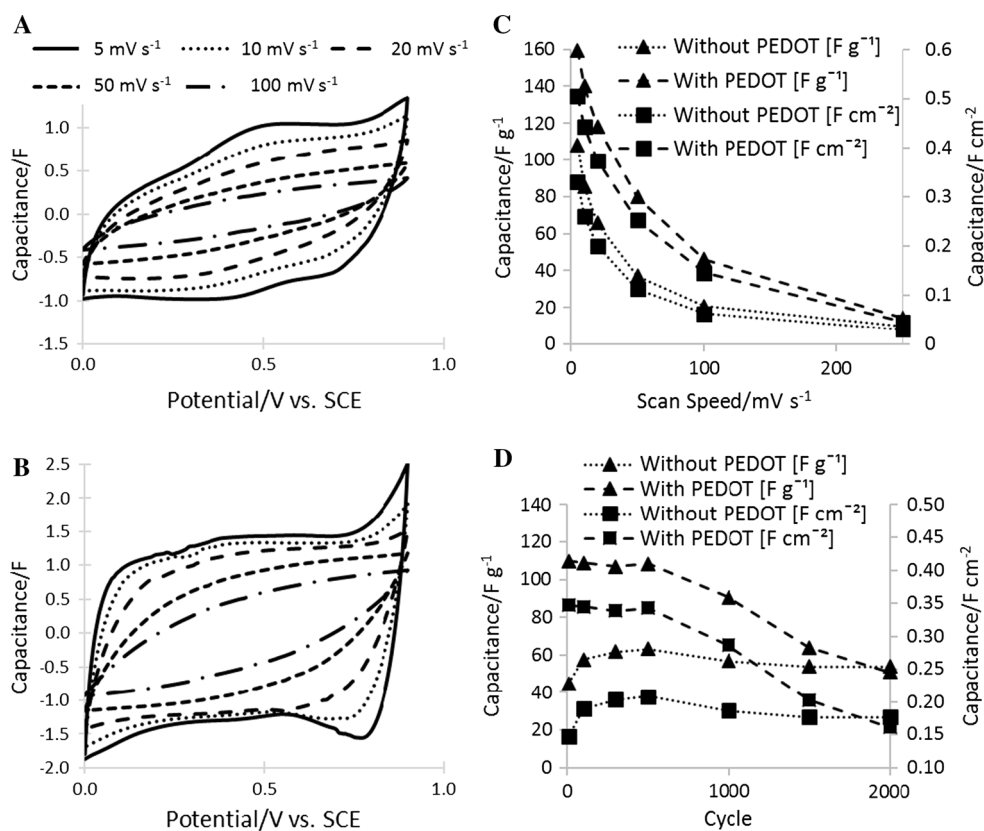 A
5 mV s⁻¹ 10 mV s⁻¹ 20 mV s⁻¹
50 mV s⁻¹ 100 mV s⁻¹
Capacitance/F
1.0
0.5
0.0
-0.5
-1.0
-1.5
0.0 0.5 1.0
Potential/V vs. SCE
B
Capacitance/F
2.5
2.0
1.5
1.0
0.5
0.0
-0.5
-1.0
-1.5
-2.0
0.0 0.5 1.0
Potential/V vs. SCE
C
Without PEDOT [F g⁻¹]
With PEDOT [F g⁻¹]
Without PEDOT [F cm⁻²]
With PEDOT [F cm⁻²]
Capacitance/F g⁻¹
160
140
120
100
80
60
40
20
0
0.6
0.5
0.4
0.3
0.2
0.1
0
Capacitance/F cm⁻²
0 100 200
Scan Speed/mV s⁻¹
D
Without PEDOT [F g⁻¹]
With PEDOT [F g⁻¹]
Without PEDOT [F cm⁻²]
With PEDOT [F cm⁻²]
Capacitance/F g⁻¹
140
120
100
80
60
40
20
0
0.50
0.45
0.40
0.35
0.30
0.25
0.20
0.15
0.10
Capacitance/F cm⁻²
0 1000 2000
Cycle